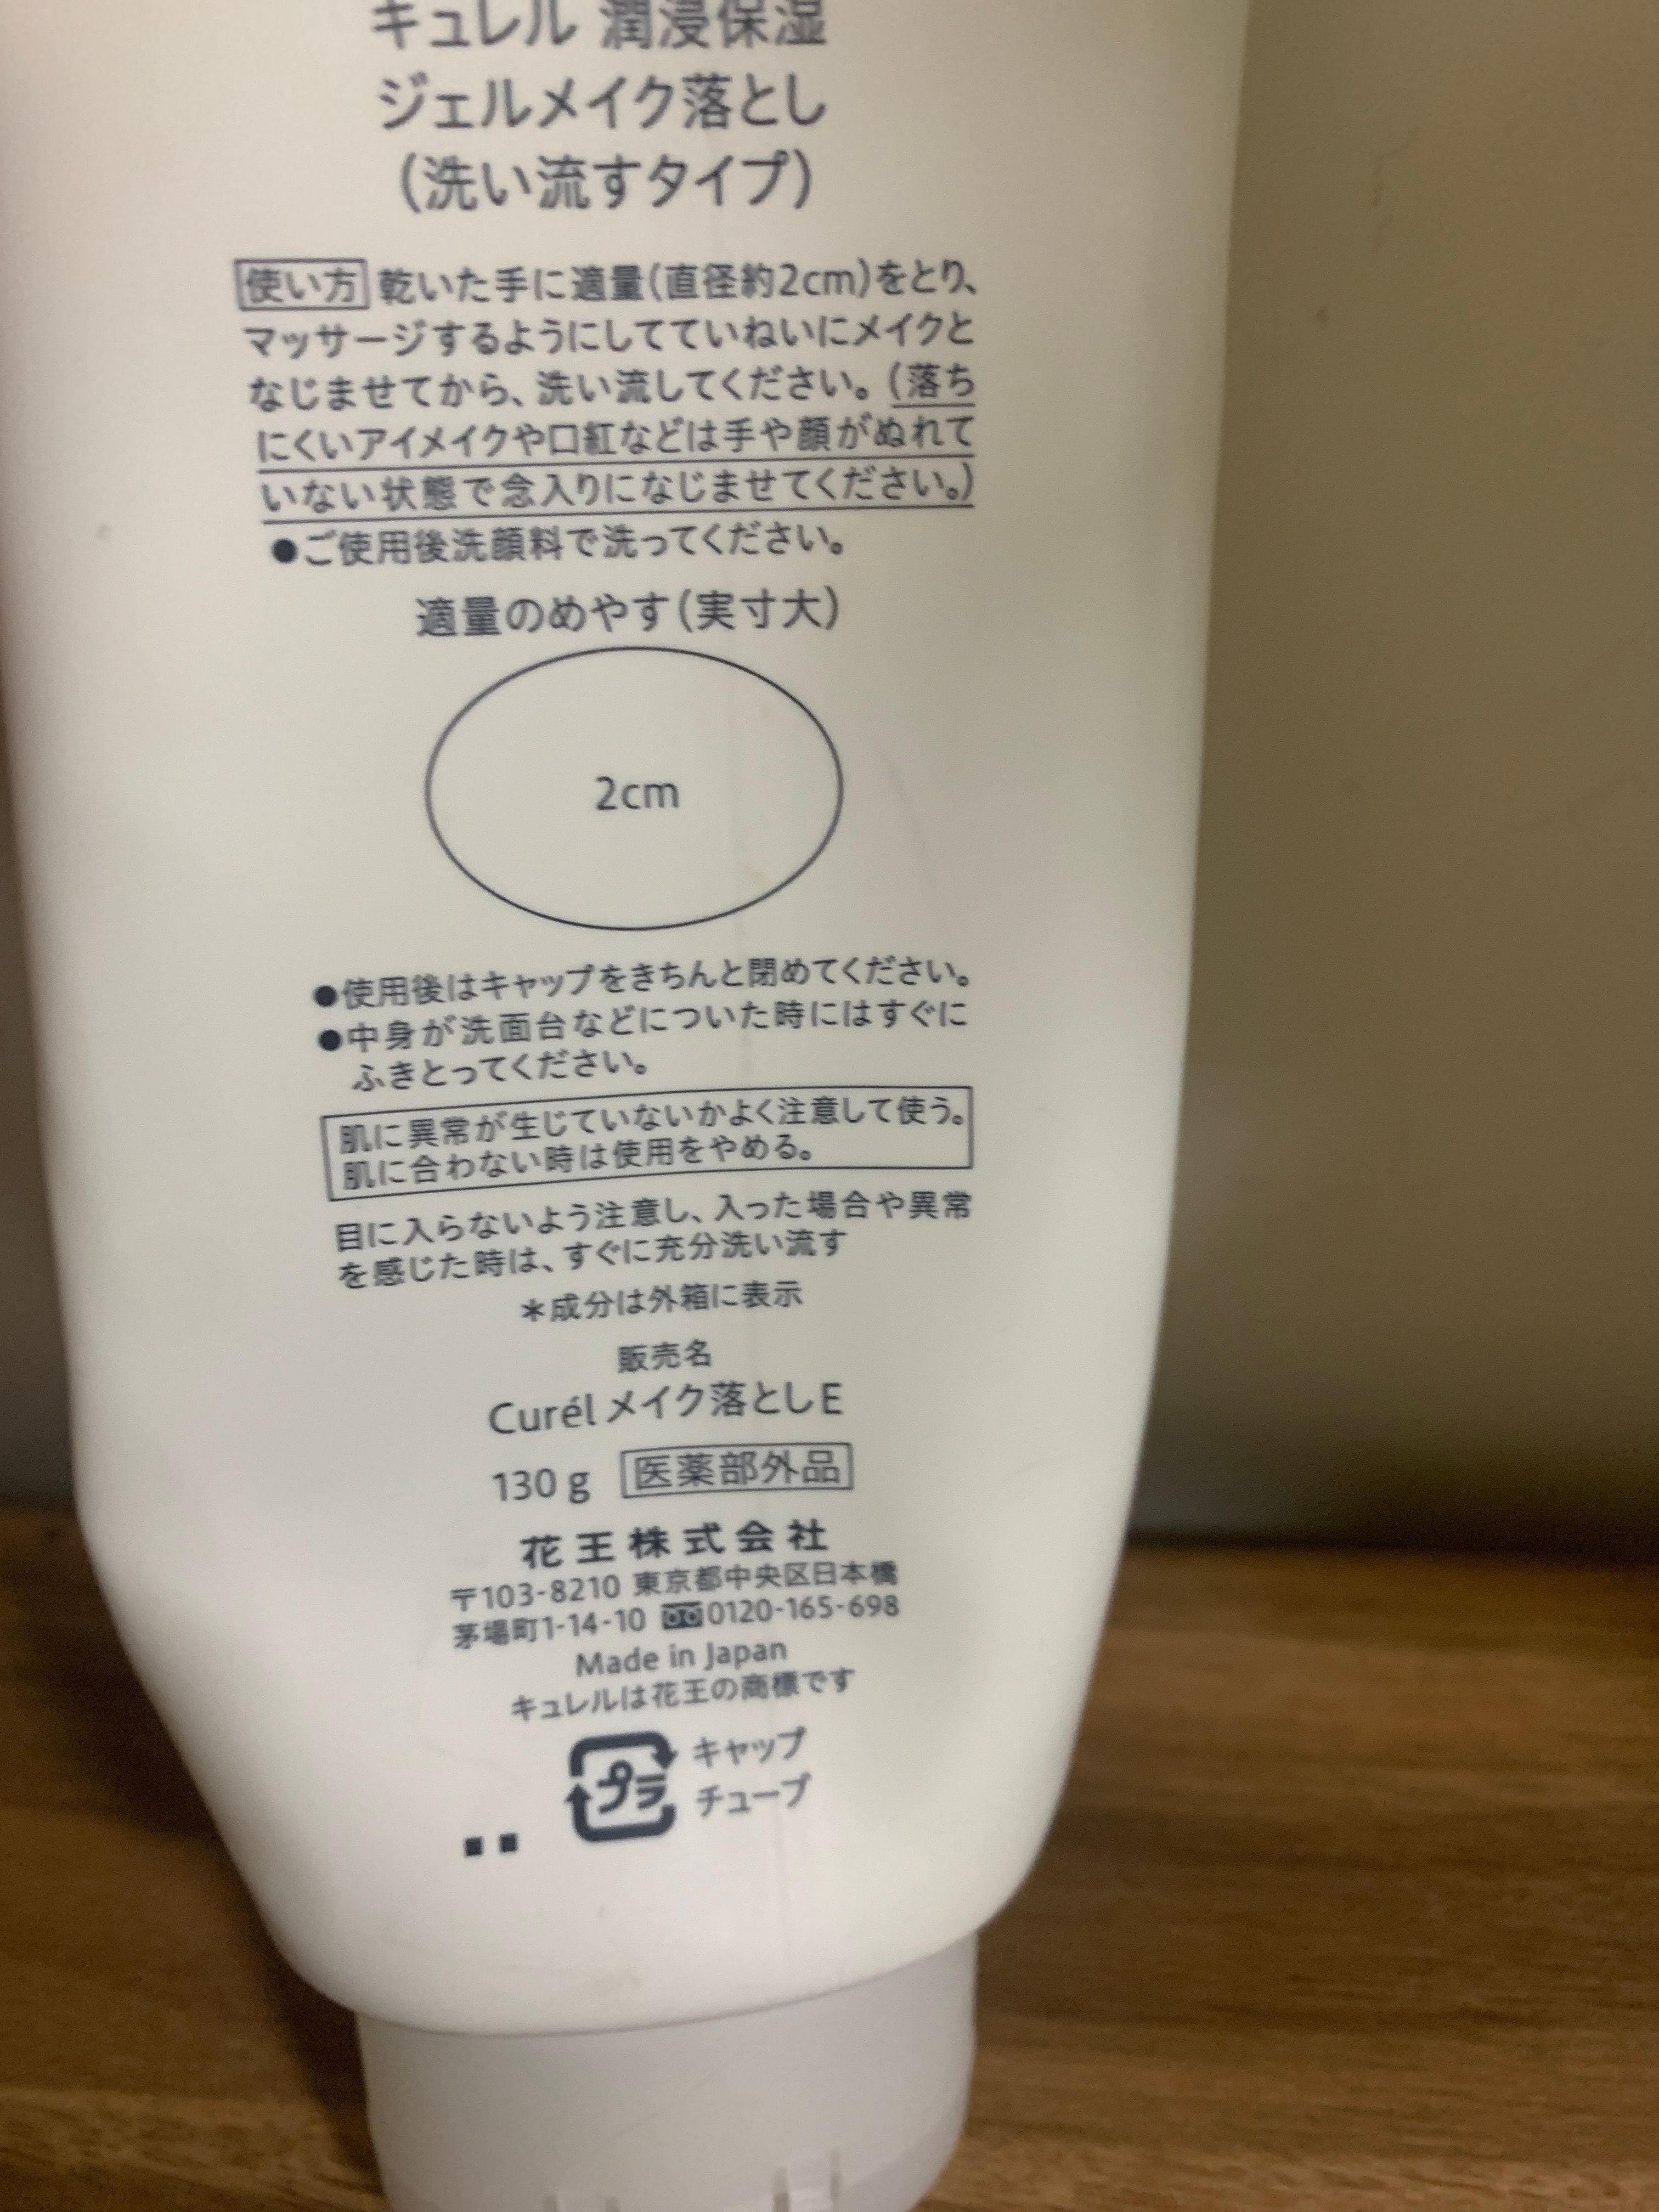 キュレル 潤浸保湿
ジェルメイク落とし
(洗い流すタイプ)
使い方 乾いた手に適量(直径約2cm)をとり、
マッサージするようにしてていねいにメイクと
なじませてから、洗い流してください。(落ち
にくいアイメイクや口紅などは手や顔がぬれて
いない状態で念入りになじませてください。)
●ご使用後洗顔料で洗ってください。
適量のめやす(実寸大)
2cm
●使用後はキャップをきちんと閉めてください。
●中身が洗面台などについた時にはすぐに
ふきとってください。
肌に異常が生じていないかよく注意して使う。
肌に合わない時は使用をやめる。
目に入らないよう注意し、入った場合や異常
を感じた時は、すぐに充分洗い流す
*成分は外箱に表示
販売名
Curél メイク落としE
130 g 医薬部外品
花王株式会社
〒103-8210 東京都中央区日本橋
茅場町1-14-10 0120-165-698
Made in Japan
キュレルは花王の商標です
プラ キャップ
チューブ